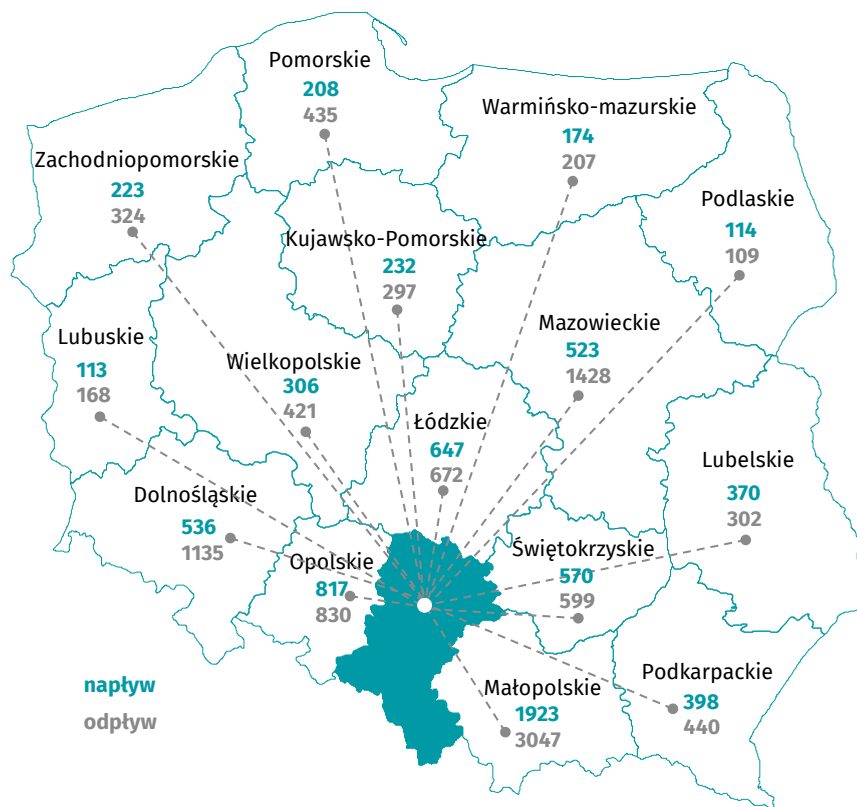 Pomorskie
208
435
Warmińsko-mazurskie
174
207
Zachodniopomorskie
223
324
Podlaskie
114
109
Kujawsko-Pomorskie
232
297
Mazowieckie
523
1428
Lubuskie
113
168
Wielkopolskie
306
421
Łódzkie
647
672
Lubelskie
370
302
Dolnośląskie
536
1135
Opolskie
817
830
Świętokrzyskie
570
599
Podkarpackie
398
440
Małopolskie
1923
3047
napływ
odpływ